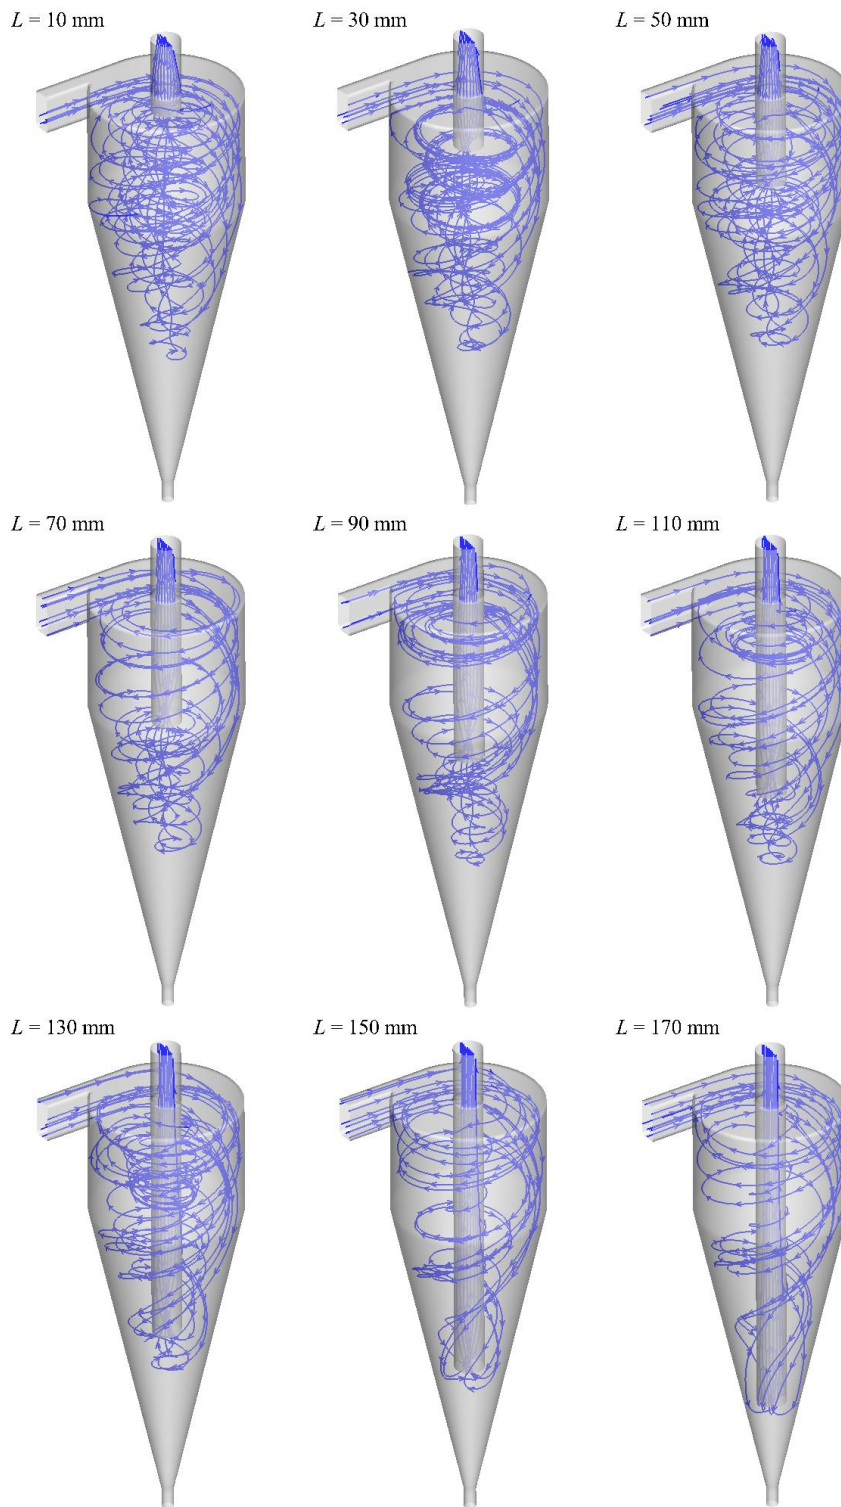 L = 10 mm
L = 30 mm
L = 50 mm
L = 70 mm
L = 90 mm
L = 110 mm
L = 130 mm
L = 150 mm
L = 170 mm